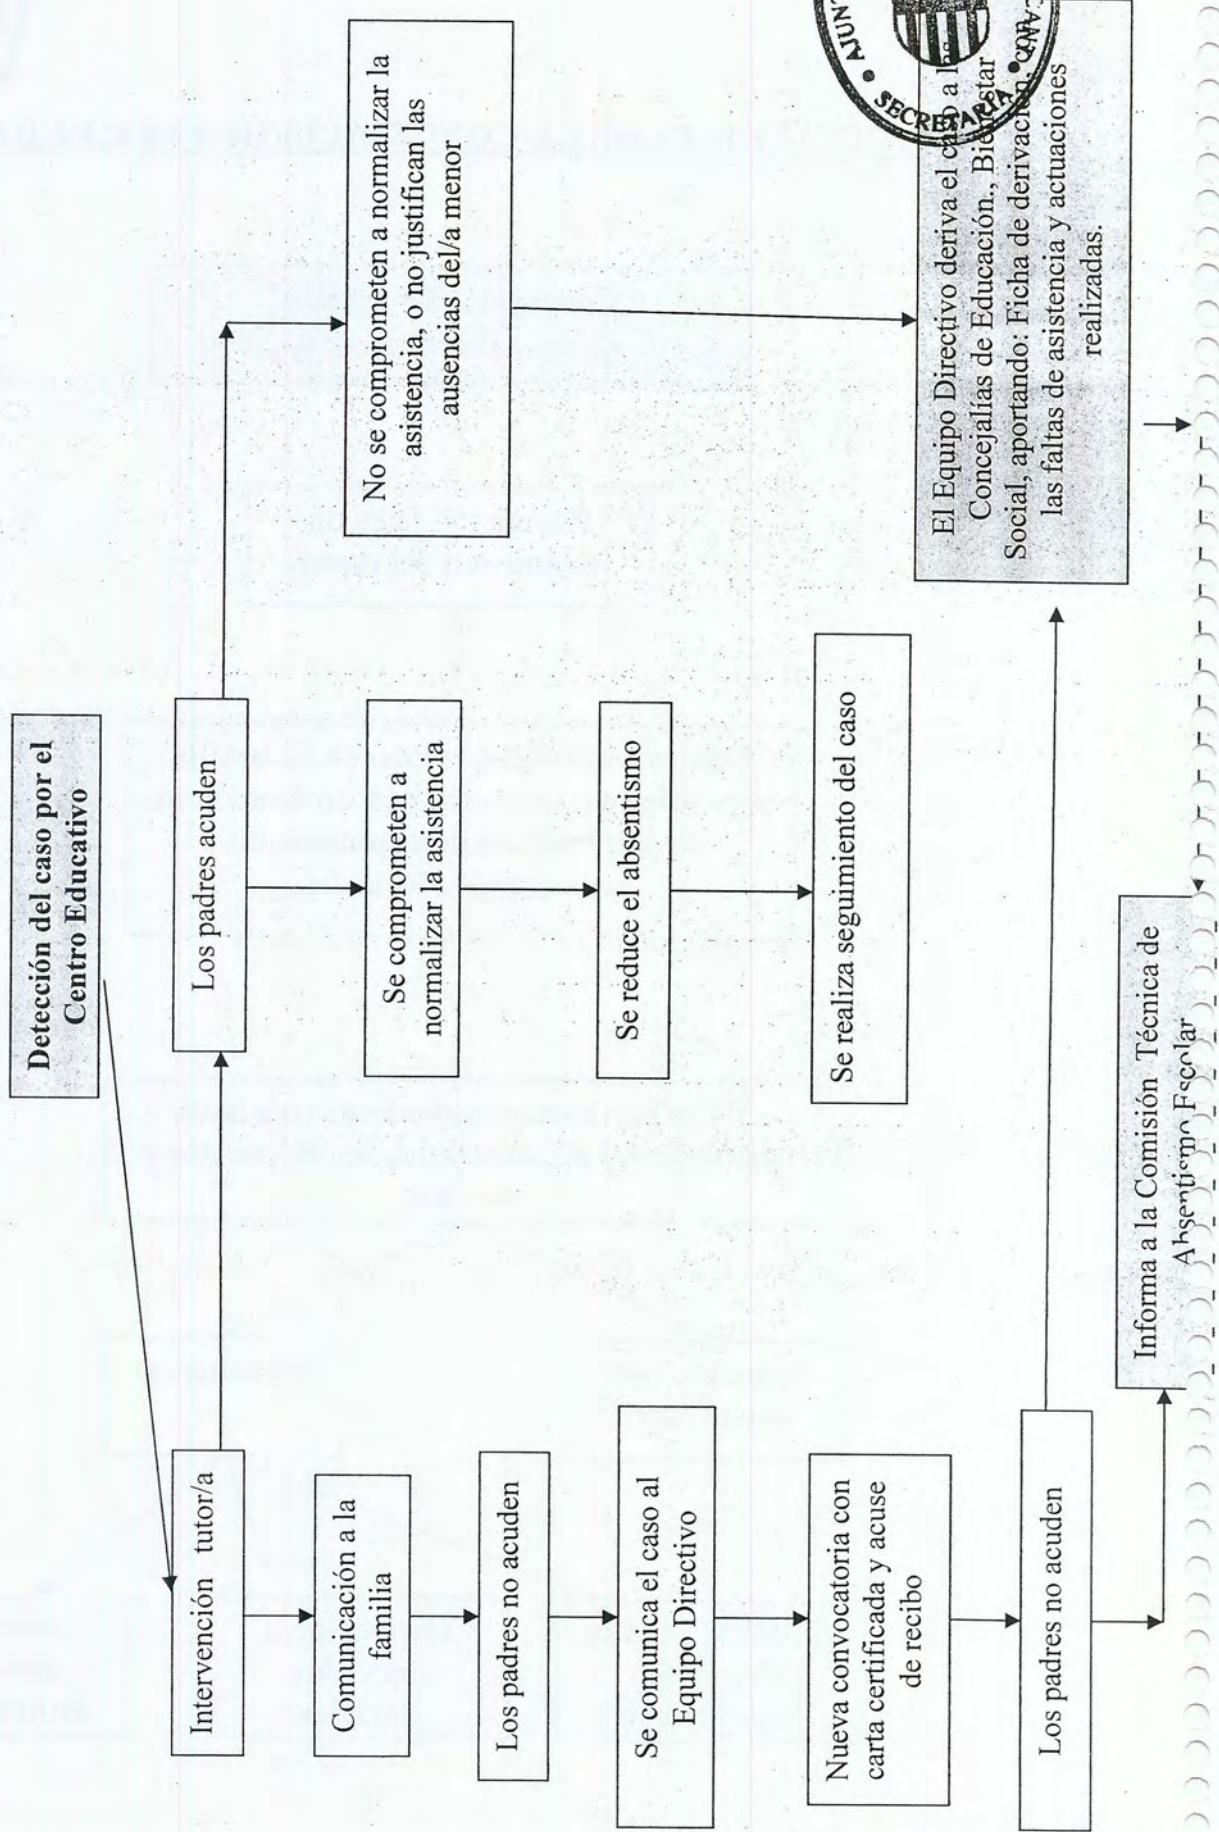 Detección del caso por el
Centro Educativo
Intervención tutor/a
Los padres acuden
Comunicación a la
familia
Se comprometen a
normalizar la asistencia
No se comprometen a normalizar la
asistencia, o no justifican las
ausencias del/a menor
Los padres no acuden
Se reduce el absentismo
Se comunica el caso al
Equipo Directivo
Nueva convocatoria con
carta certificada y acuse
de recibo
Se realiza seguimiento del caso
Los padres no acuden
El Equipo Directivo deriva el caso a las
Concejalías de Educación., Bienestar
Social, aportando: Ficha de derivación, con
las faltas de asistencia y actuaciones
realizadas.
Informa a la Comisión Técnica de
Absentismo Escolar
SECRETARIA